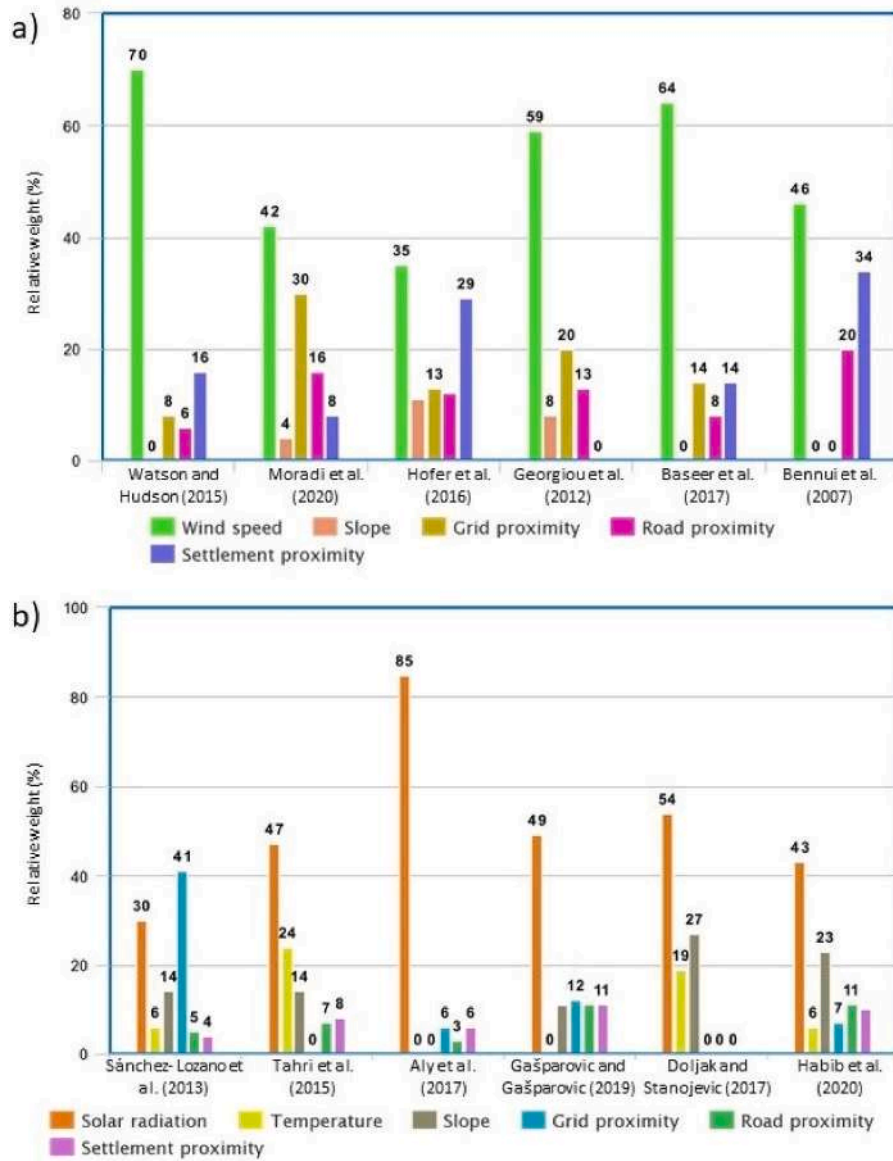 a)
Relative weight (%)
80
60
40
20
0
70
0
8
6
16
42
4
30
16
8
35
13
29
59
8
20
13
0
64
0
14
8
14
46
0
0
20
34
Watson and
Hudson (2015)
Moradi et al.
(2020)
Hofer et al.
(2016)
Georgiou et al.
(2012)
Baseer et al.
(2017)
Bennui et al.
(2007)
Wind speed
Slope
Grid proximity
Road proximity
Settlement proximity
b)
Relative weight (%)
100
80
60
40
20
0
30
6
14
41
5
4
47
24
14
0
7
8
85
0
0
6
3
6
49
0
12
11
54
19
27
0
0
0
43
6
23
7
11
Sánchez- Lozano et
al. (2013)
Tahri et al.
(2015)
Aly et al.
(2017)
Gašparovic and
Gašparovic (2019)
Doljak and
Stanojevic (2017)
Habib et al.
(2020)
Solar radiation
Temperature
Slope
Grid proximity
Road proximity
Settlement proximity